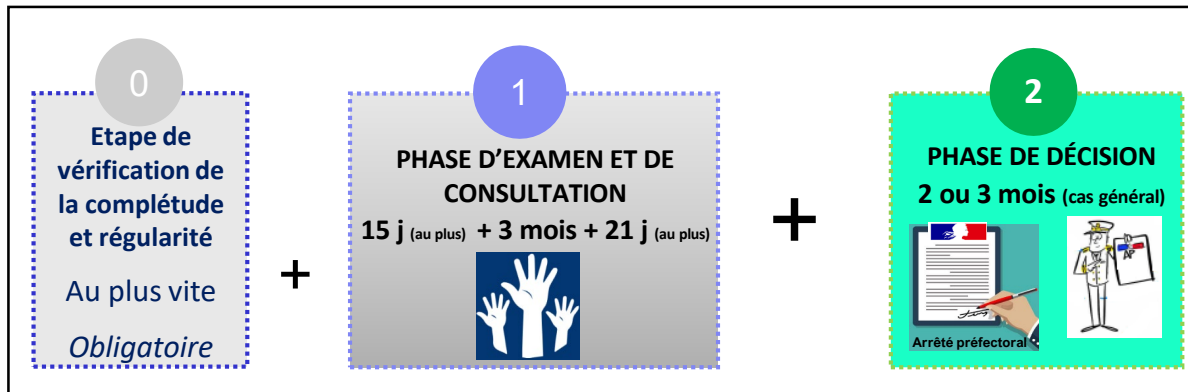 0
Etape de
vérification de
la complétude
et régularité
Au plus vite
Obligatoire
+
1
PHASE D'EXAMEN ET DE
CONSULTATION
15 j (au plus) + 3 mois + 21 j (au plus)
+
2
PHASE DE DÉCISION
2 ou 3 mois (cas général)
Arrêté préfectoral
AP